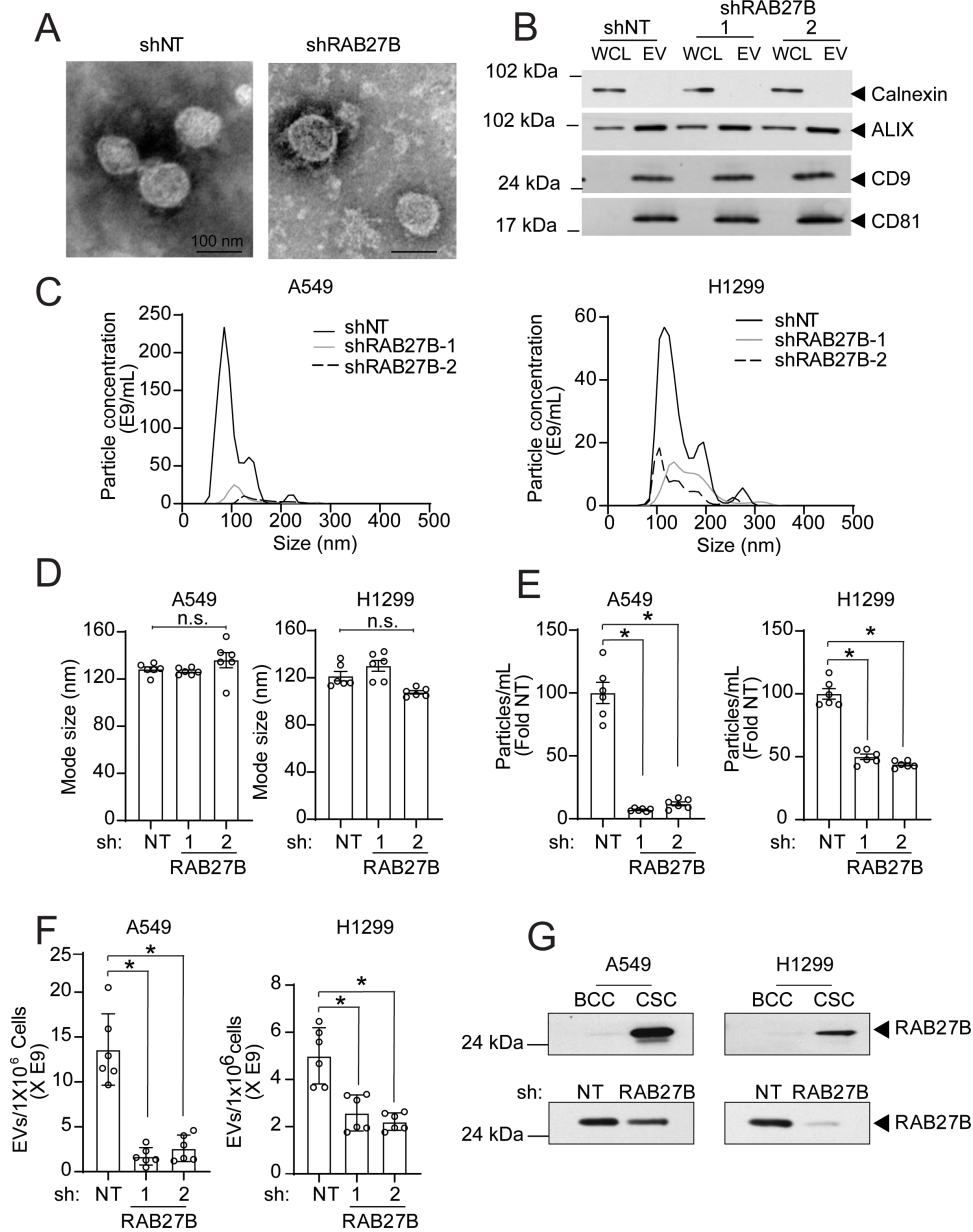 A
shNT
shRAB27B
100 nm
B
shRAB27B
shNT
1
2
WCL EV WCL EV WCL EV
102 kDa
Calnexin
102 kDa
ALIX
24 kDa
CD9
17 kDa
CD81
C
A549
250
200
150
100
50
0
Particle concentration
(E9/mL)
shNT
shRAB27B-1
shRAB27B-2
0 100 200 300 400 500
Size (nm)
H1299
60
40
20
0
Particle concentration
(E9/mL)
shNT
shRAB27B-1
shRAB27B-2
0 100 200 300 400 500
Size (nm)
D
A549
n.s.
160
120
80
40
0
Mode size (nm)
sh: NT 1 2
RAB27B
H1299
n.s.
160
120
80
40
0
Mode size (nm)
NT 1 2
RAB27B
E
A549
*
*
150
100
50
0
Particles/mL
(Fold NT)
sh: NT 1 2
RAB27B
H1299
*
*
150
100
50
0
Particles/mL
(Fold NT)
NT 1 2
RAB27B
F
A549
*
*
25
20
15
10
5
0
EVs/1X10⁶ Cells
(X E9)
sh: NT 1 2
RAB27B
H1299
*
*
8
6
4
2
0
EVs/1x10⁶ cells
(X E9)
NT 1 2
RAB27B
G
A549
H1299
BCC CSC BCC CSC
24 kDa
RAB27B
sh: NT RAB27B NT RAB27B
24 kDa
RAB27B